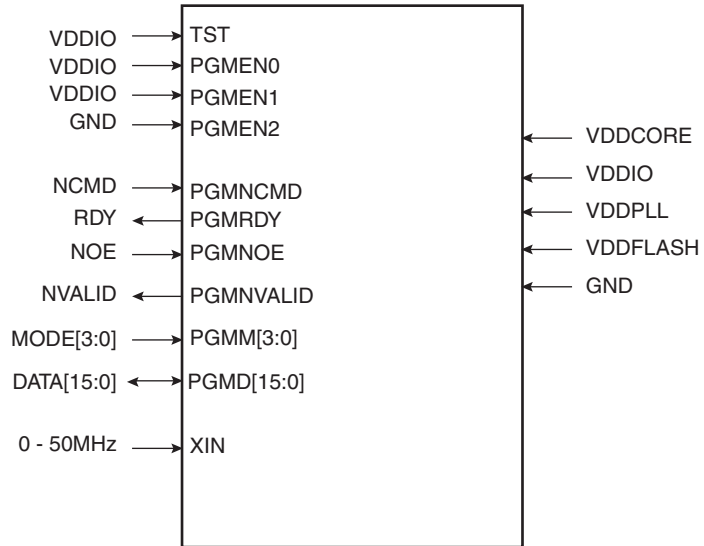 VDDIO TST
VDDIO PGMEN0
VDDIO PGMEN1
GND PGMEN2
VDDCORE
VDDIO
NCMD PGMNCMD
RDY PGMRDY
VDDPLL
NOE PGMNOE
VDDFLASH
NVALID PGMNVALID
GND
MODE[3:0] PGMM[3:0]
DATA[15:0] PGMD[15:0]
0 - 50MHz XIN